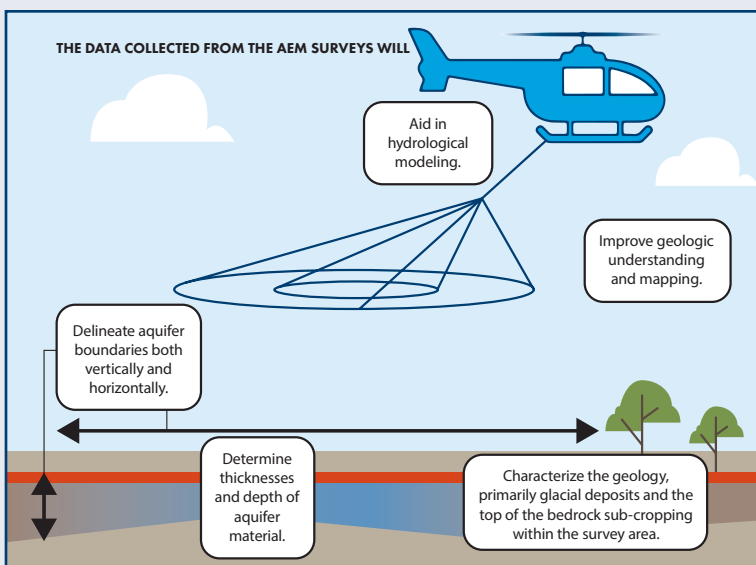 THE DATA COLLECTED FROM THE AEM SURVEYS WILL
Aid in
hydrological
modeling.
Improve geologic
understanding
and mapping.
Delineate aquifer
boundaries both
vertically and
horizontally.
Determine
thicknesses
and depth of
aquifer
material.
Characterize the geology,
primarily glacial deposits and the
top of the bedrock sub-cropping
within the survey area.